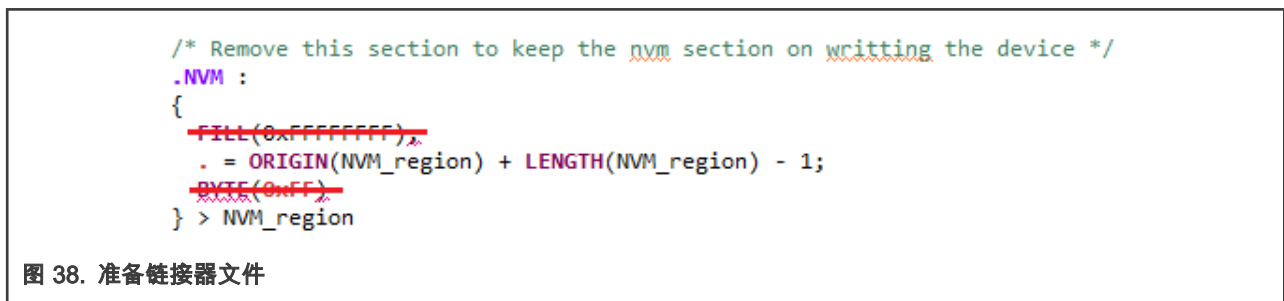 /* Remove this section to keep the nvm section on writting the device */
.NVM :
{
FILL(0xFFFFFFFF);
. = ORIGIN(NVM_region) + LENGTH(NVM_region) - 1;
BYTE(0xFF)
} > NVM_region
图 38. 准备链接器文件